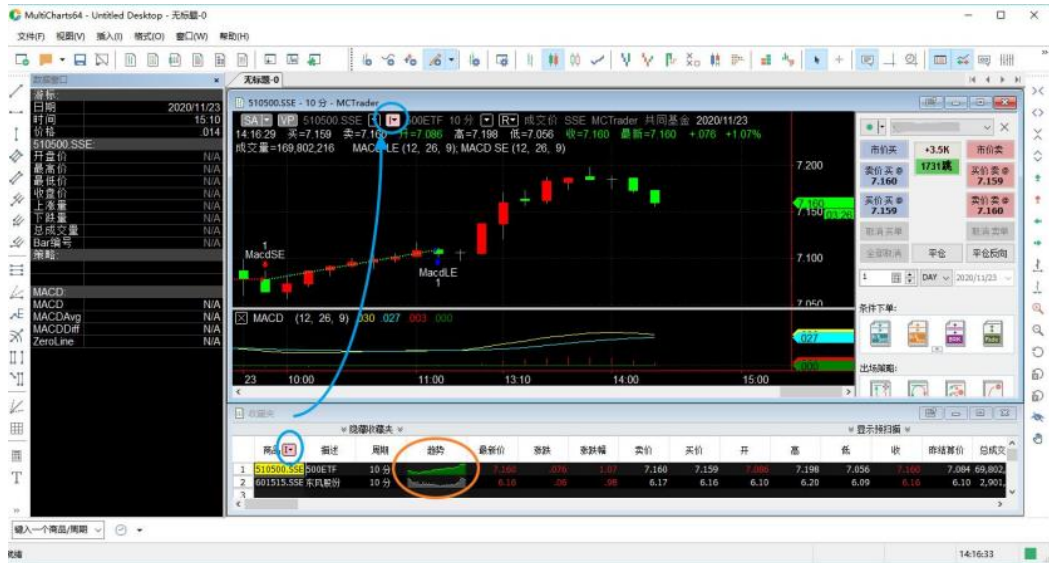 MultiCharts64 - Untitled Desktop - 无标题-0
文件(F) 视图(V) 插入(I) 格式(O) 窗口(W) 帮助(H)
数据窗口
游标:
日期 2020/11/23
时间 15:10
价格 .014
510500.SSE:
开盘价 N/A
最高价 N/A
最低价 N/A
收盘价 N/A
上涨量 N/A
下跌量 N/A
总成交量 N/A
Bar编号 N/A
策略:
MACD:
MACD N/A
MACDAvg N/A
MACDDiff N/A
ZeroLine N/A
无标题-0
510500.SSE - 10 分 - MCTrader
SA VP 510500.SSE I 500ETF 10 分 R 成交价 SSE MCTrader 共同基金 2020/11/23
14:16:29 买=7.159 卖=7.160 开=7.086 高=7.198 低=7.056 收=7.160 最新=7.160 +.076 +1.07%
成交量=169,802,216 MACD LE (12, 26, 9); MACD SE (12, 26, 9)
7.200
7.160
7.150 03:26
7.100
7.050
1
MacdSE
MacdLE
1
MACD (12, 26, 9) .030 .027 .003 .000
027
000
23 10:00 11:00 13:10 14:00 15:00
市价买 +3.5K 市价卖
1731跳
卖价买 7.160
买价卖 7.159
买价买 7.159
卖价卖 7.160
取消买单 取消卖单
全部取消 平仓 平仓反向
1 DAY 2020/11/23
条件下单:
出场策略:
收藏夹
隐藏收藏夹 显示扫描
商品 I 描述 周期 趋势 最新价 涨跌 涨跌幅 卖价 买价 开 高 低 收 昨结算价 总成交
1 510500.SSE 500ETF 10 分 7.160 .076 1.07 7.160 7.159 7.086 7.198 7.056 7.160 7.084 69,802,
2 601515.SSE 东风股份 10 分 6.16 .06 .98 6.17 6.16 6.10 6.20 6.09 6.16 6.10 2,901,
3
键入一个商品/周期
就绪 14:16:33